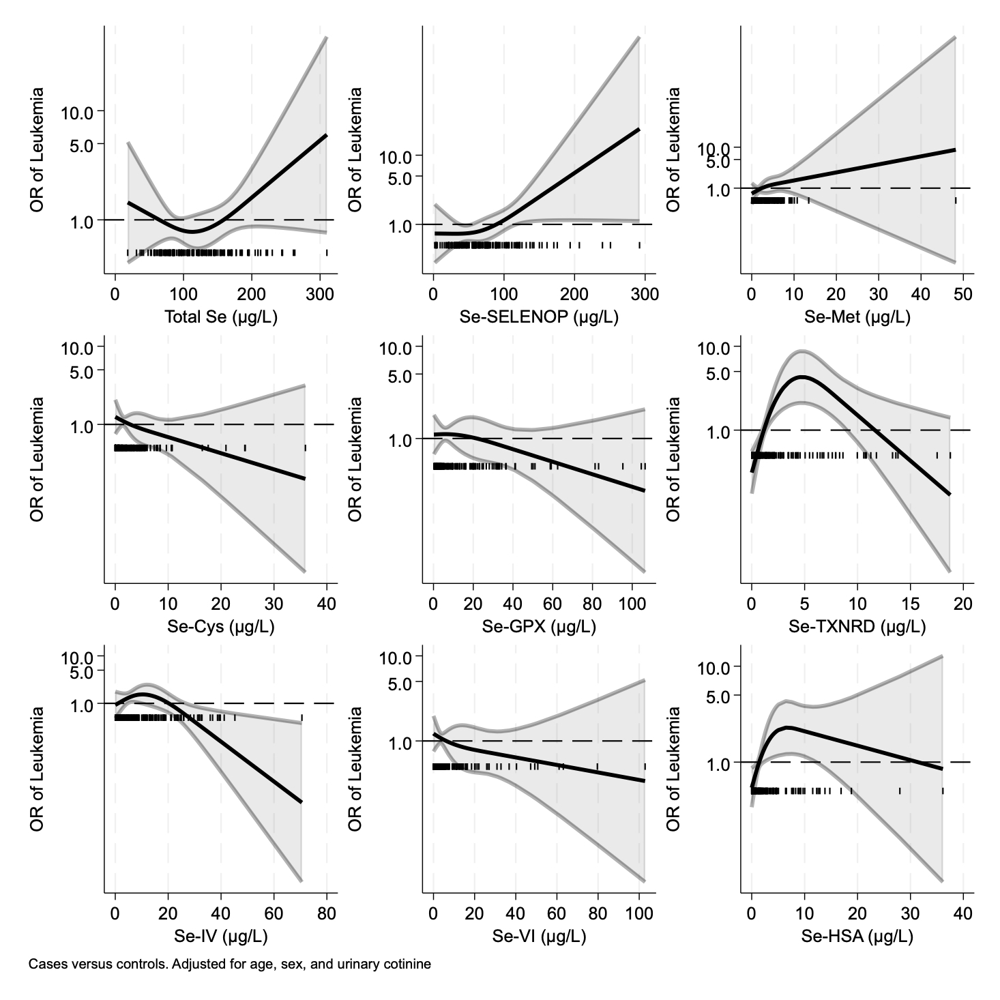 OR of Leukemia
10.0
5.0
1.0
0 100 200 300
Total Se (µg/L)
OR of Leukemia
10.0
5.0
1.0
0 100 200 300
Se-SELENOP (µg/L)
OR of Leukemia
10.0
5.0
1.0
0 10 20 30 40 50
Se-Met (µg/L)
OR of Leukemia
10.0
5.0
1.0
0 10 20 30 40
Se-Cys (µg/L)
OR of Leukemia
10.0
5.0
1.0
0 20 40 60 80 100
Se-GPX (µg/L)
OR of Leukemia
10.0
5.0
1.0
0 5 10 15 20
Se-TXNRD (µg/L)
OR of Leukemia
10.0
5.0
1.0
0 20 40 60 80
Se-IV (µg/L)
OR of Leukemia
10.0
5.0
1.0
0 20 40 60 80 100
Se-VI (µg/L)
OR of Leukemia
10.0
5.0
1.0
0 10 20 30 40
Se-HSA (µg/L)
Cases versus controls. Adjusted for age, sex, and urinary cotinine